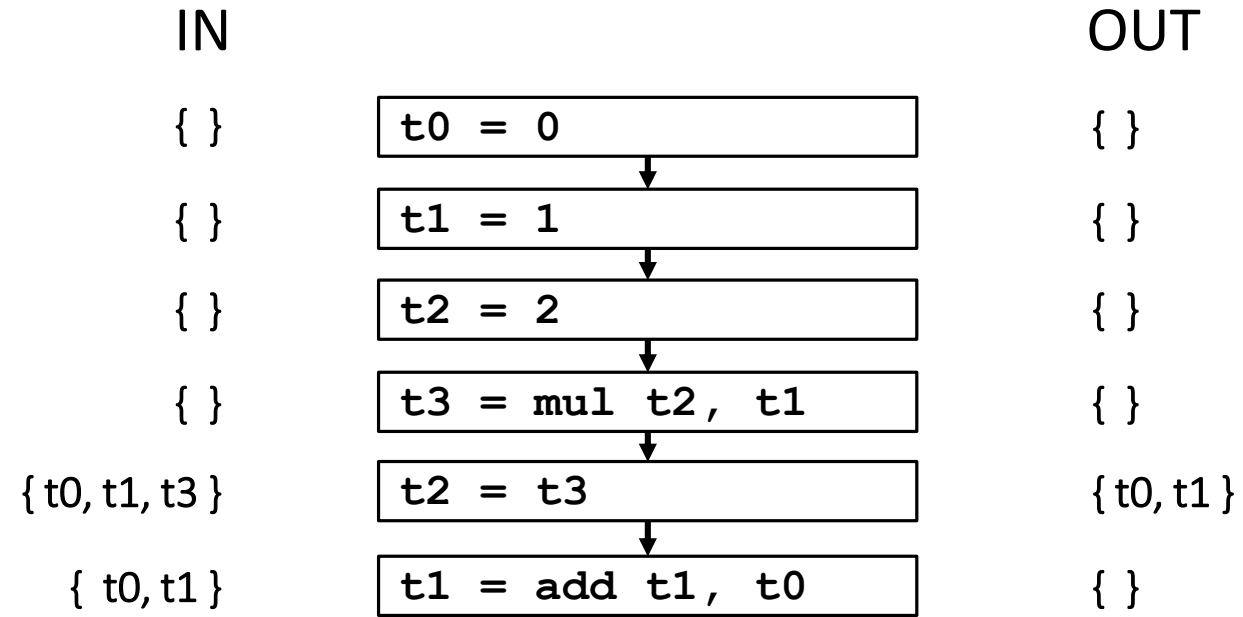 IN OUT
{ } t0 = 0 { }
{ } t1 = 1 { }
{ } t2 = 2 { }
{ } t3 = mul t2, t1 { }
{ t0, t1, t3 } t2 = t3 { t0, t1 }
{ t0, t1 } t1 = add t1, t0 { }